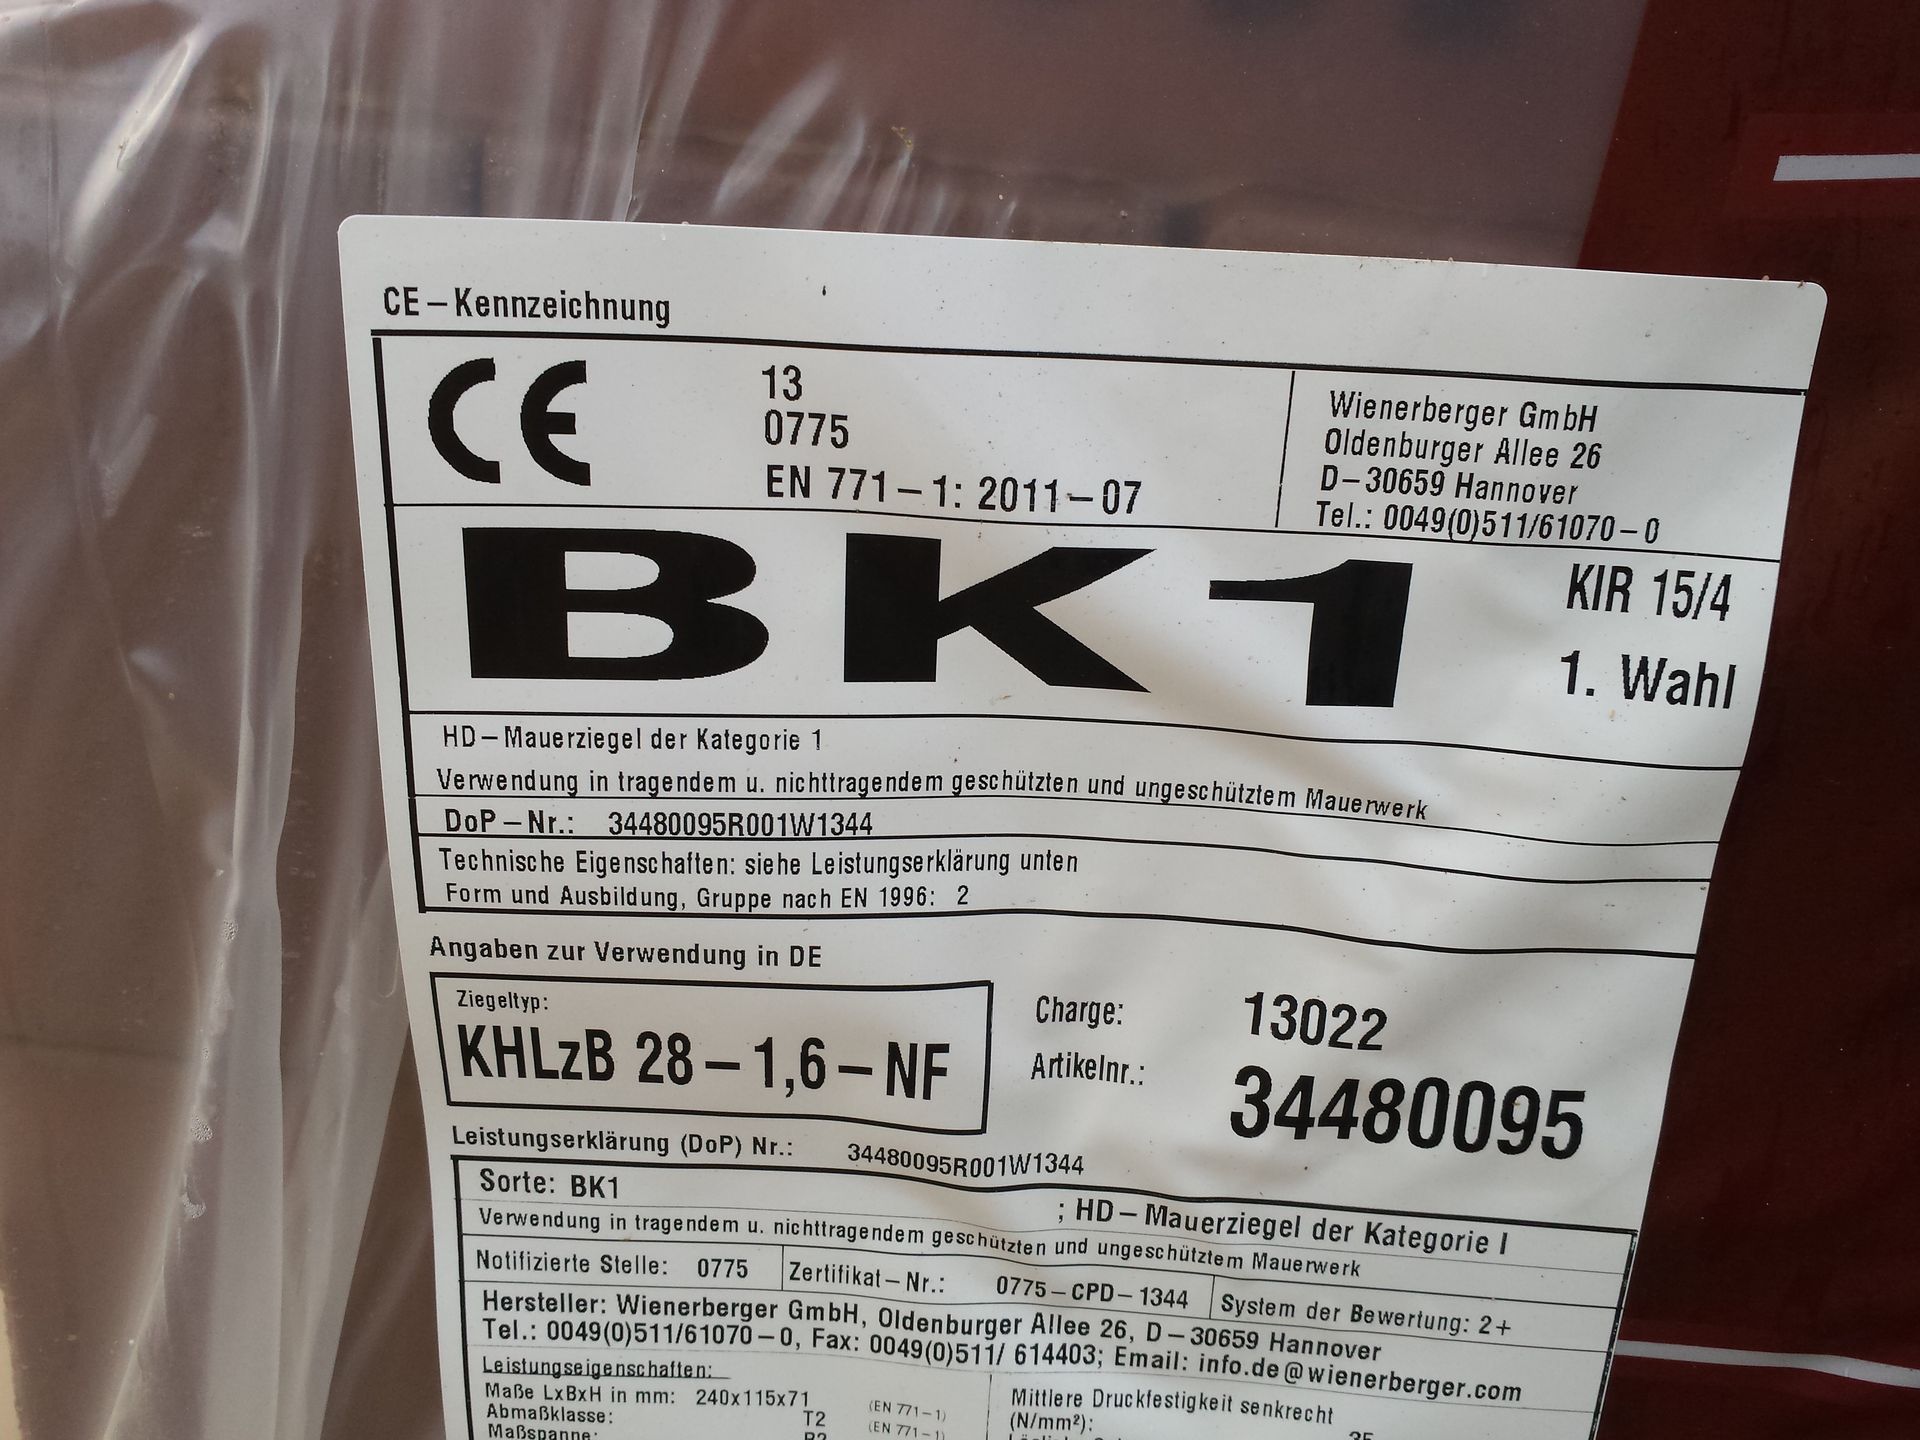 CE – Kennzeichnung
CE
13
0775
EN 771 – 1: 2011 – 07
Wienerberger GmbH
Oldenburger Allee 26
D – 30659 Hannover
Tel.: 0049(0)511/61070 – 0
BK1
KIR 15/4
1. Wahl
HD – Mauerziegel der Kategorie 1
Verwendung in tragendem u. nichttragendem geschützten und ungeschütztem Mauerwerk
DoP – Nr.: 34480095R001W1344
Technische Eigenschaften: siehe Leistungserklärung unten
Form und Ausbildung, Gruppe nach EN 1996: 2
Angaben zur Verwendung in DE
Ziegeltyp:
KHLzB 28 – 1,6 – NF
Charge: 13022
Artikelnr.: 34480095
Leistungserklärung (DoP) Nr.: 34480095R001W1344
Sorte: BK1 ; HD – Mauerziegel der Kategorie I
Verwendung in tragendem u. nichttragendem geschützten und ungeschütztem Mauerwerk
Notifizierte Stelle: 0775 Zertifikat – Nr.: 0775 – CPD – 1344 System der Bewertung: 2+
Hersteller: Wienerberger GmbH, Oldenburger Allee 26, D – 30659 Hannover
Tel.: 0049(0)511/61070 – 0, Fax: 0049(0)511/ 614403; Email: info.de@wienerberger.com
Leistungseigenschaften:
Maße LxBxH in mm: 240x115x71 (EN 771 – 1)
Abmaßklasse: T2 (EN 771 – 1)
Maßspanne:
Mittlere Druckfestigkeit senkrecht
(N/mm²):